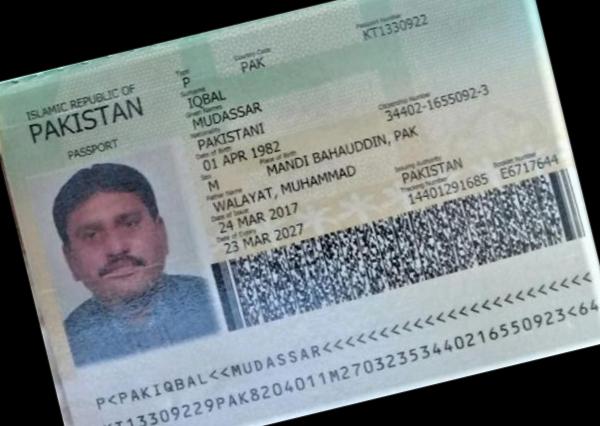 ISLAMIC REPUBLIC OF
PAKISTAN
PASSPORT
Type
P
Country Code
PAK
Passport Number
KT1330922
Surname
IQBAL
Given Names
MUDASSAR
Nationality
PAKISTANI
Citizenship Number
34402-1655092-3
Date of Birth
01 APR 1982
Sex
M
Place of Birth
MANDI BAHAUDDIN, PAK
Father Name
WALAYAT, MUHAMMAD
Date of Issue
24 MAR 2017
Issuing Authority
PAKISTAN
Date of Expiry
23 MAR 2027
Tracking Number
14401291685
Booklet Number
E6717644
P<PAKIQBAL<<MUDASSAR<<<<<<<<<<<<<<<<<<<<<<<<
KT13309229PAK8204011M27032353440216550923<64